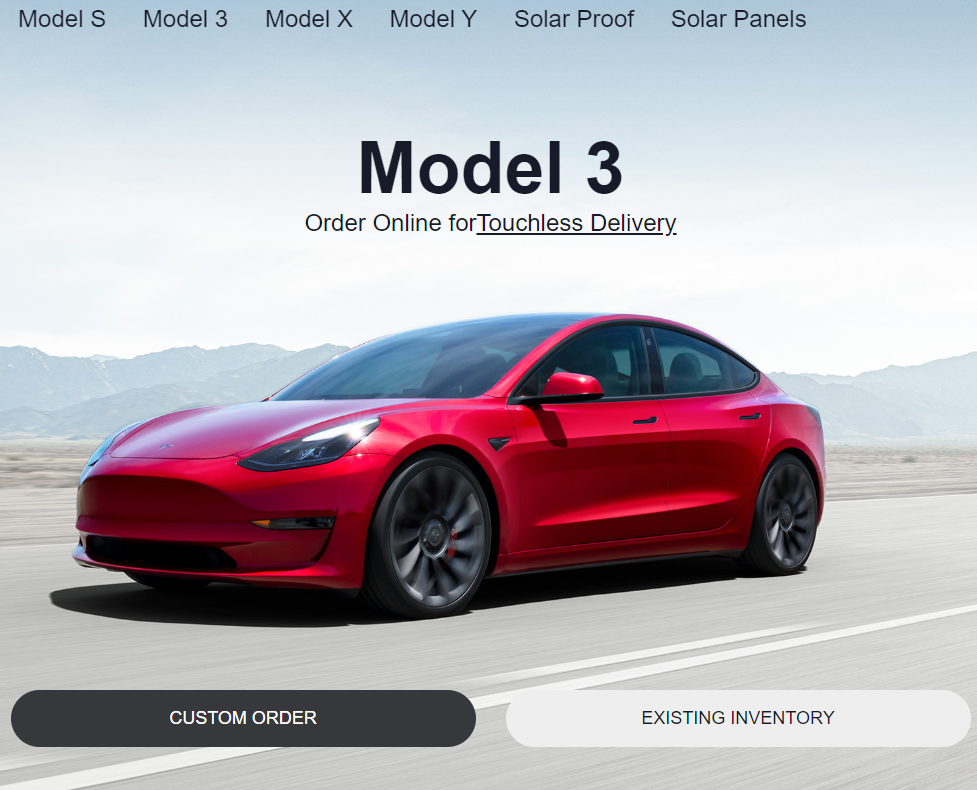 Model S Model 3 Model X Model Y Solar Proof Solar Panels
Model 3
Order Online forTouchless Delivery
CUSTOM ORDER EXISTING INVENTORY